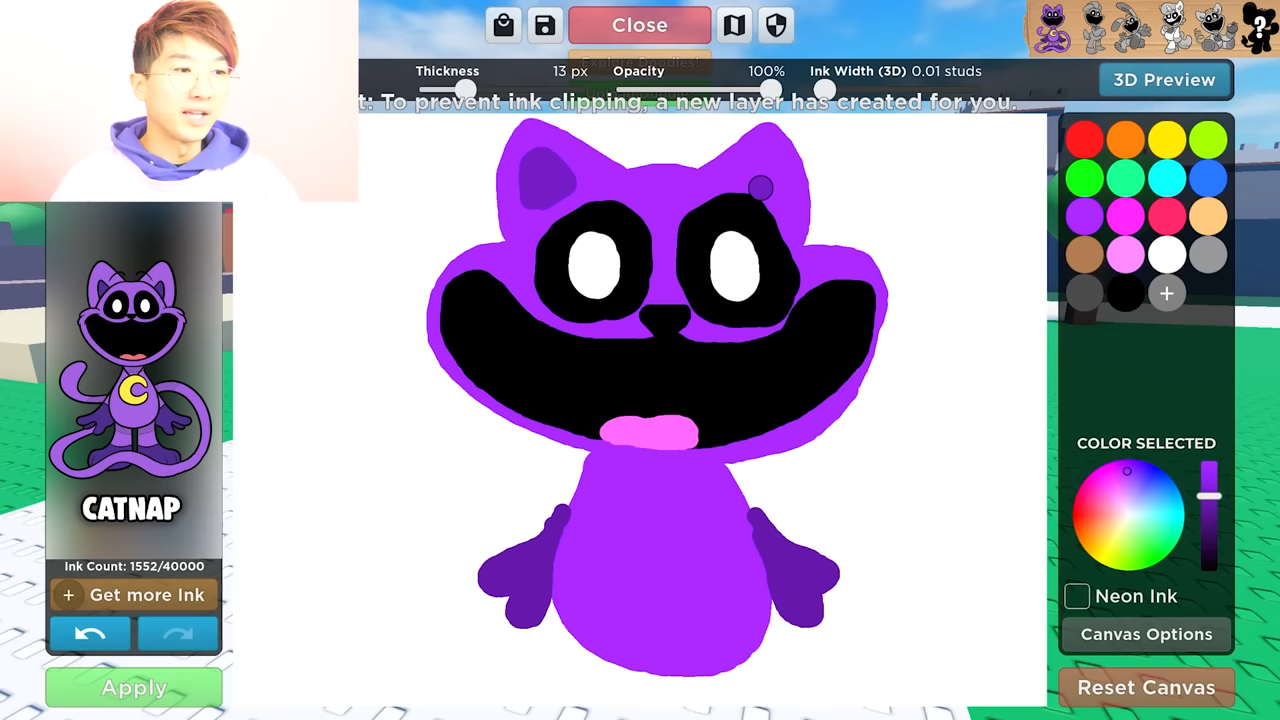 Close
Explore Doodles!
Thickness 13 px Opacity 100% Ink Width (3D) 0.01 studs
3D Preview
t: To prevent ink clipping, a new layer has created for you.
?
+
C
CATNAP
COLOR SELECTED
Ink Count: 1552/40000
+ Get more Ink
Neon Ink
Canvas Options
Apply
Reset Canvas